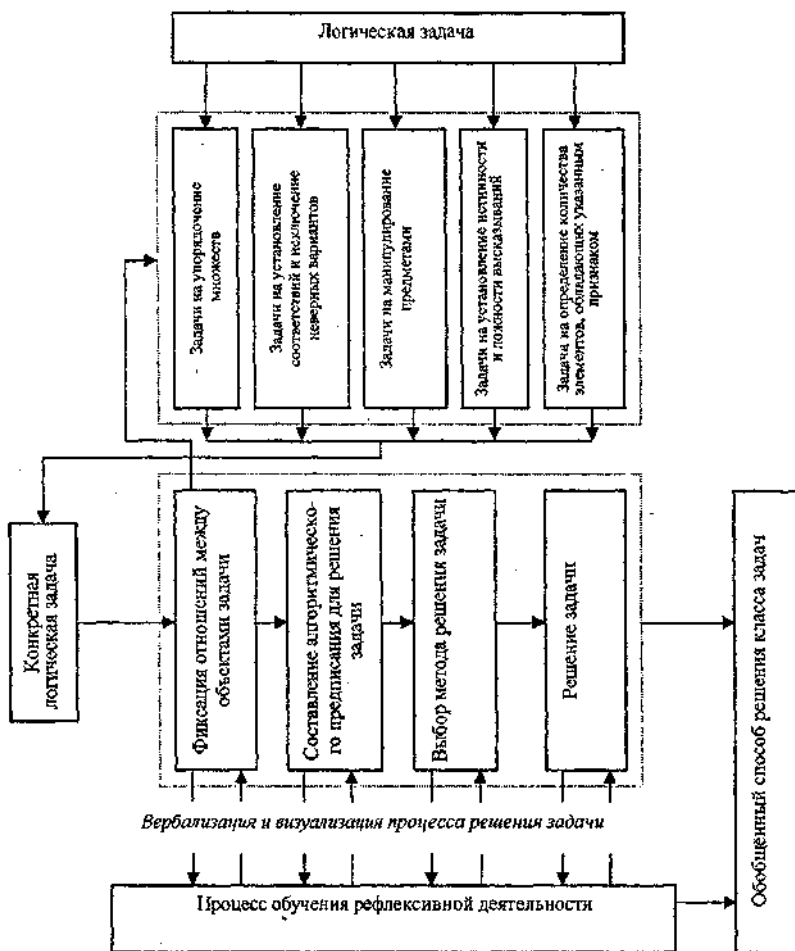 Логическая задача
Задачи на упорядочение
множеств
Задачи на установление
соответствий и исключение
неверных вариантов
Задачи на манипулирование
предметами
Задачи на установление истинности
и ложности высказываний
Задачи на определение количества
элементов, обладающих указанным
признаком
Конкретная
логическая задача
Фиксация отношений между
объектами задачи
Составление алгоритмическо-
го предписания для решения
задачи
Выбор метода решения задачи
Решение задачи
Вербализация и визуализация процесса решения задачи
Процесс обучения рефлексивной деятельности
Обобщённый способ решения класса задач